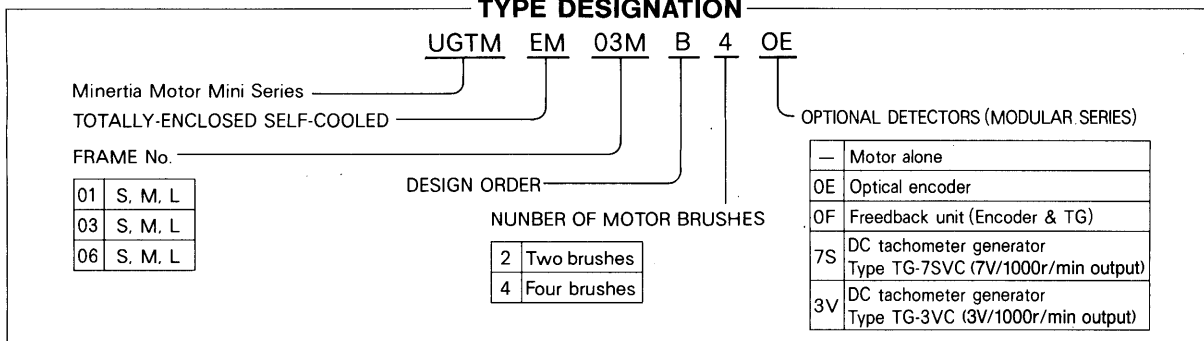 TYPE DESIGNATION
UGTM EM 03M B 4 OE
Minertia Motor Mini Series
TOTALLY-ENCLOSED SELF-COOLED
FRAME No.
01 S, M, L
03 S, M, L
06 S, M, L
DESIGN ORDER
NUNBER OF MOTOR BRUSHES
2 Two brushes
4 Four brushes
OPTIONAL DETECTORS (MODULAR SERIES)
— Motor alone
0E Optical encoder
0F Freedback unit (Encoder & TG)
7S DC tachometer generator
Type TG-7SVC (7V/1000r/min output)
3V DC tachometer generator
Type TG-3VC (3V/1000r/min output)